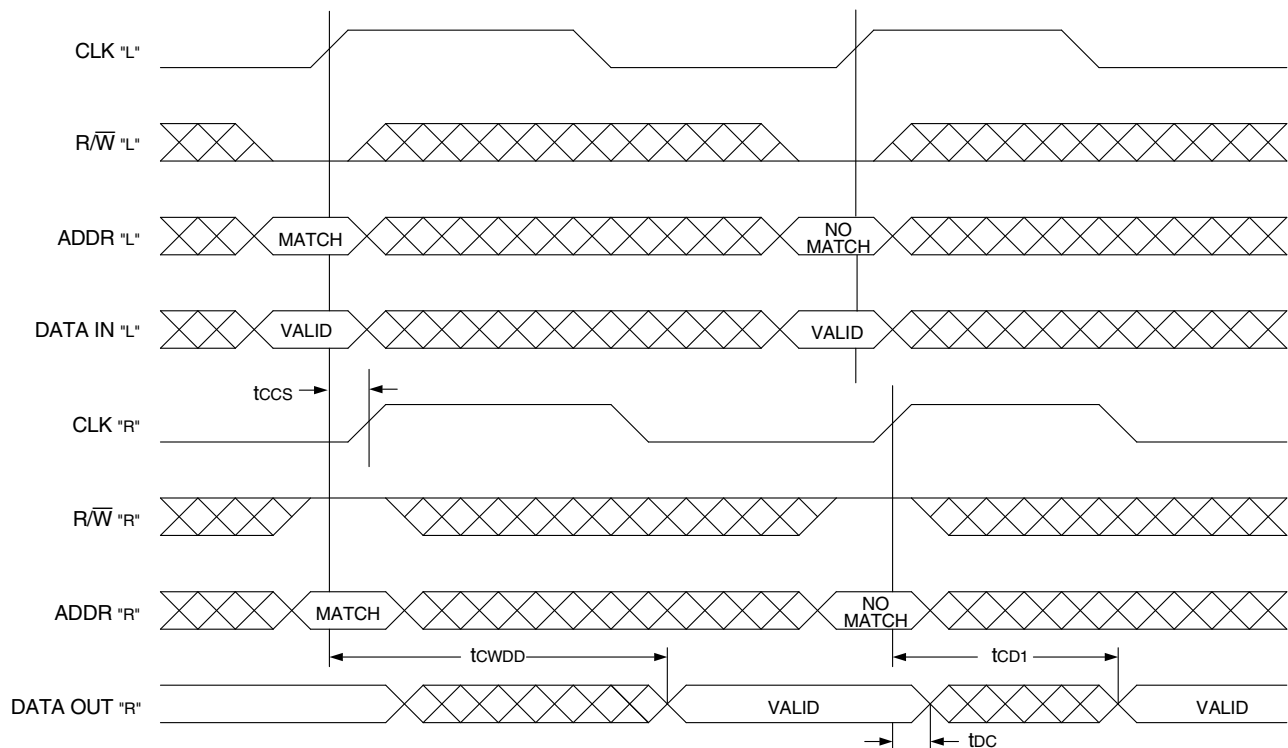 CLK "L"
R/W̅ "L"
ADDR "L"
MATCH
NO
MATCH
DATA IN "L"
VALID
VALID
tCCS
CLK "R"
R/W̅ "R"
ADDR "R"
MATCH
NO
MATCH
tCWDD
tCD1
DATA OUT "R"
VALID
VALID
tDC